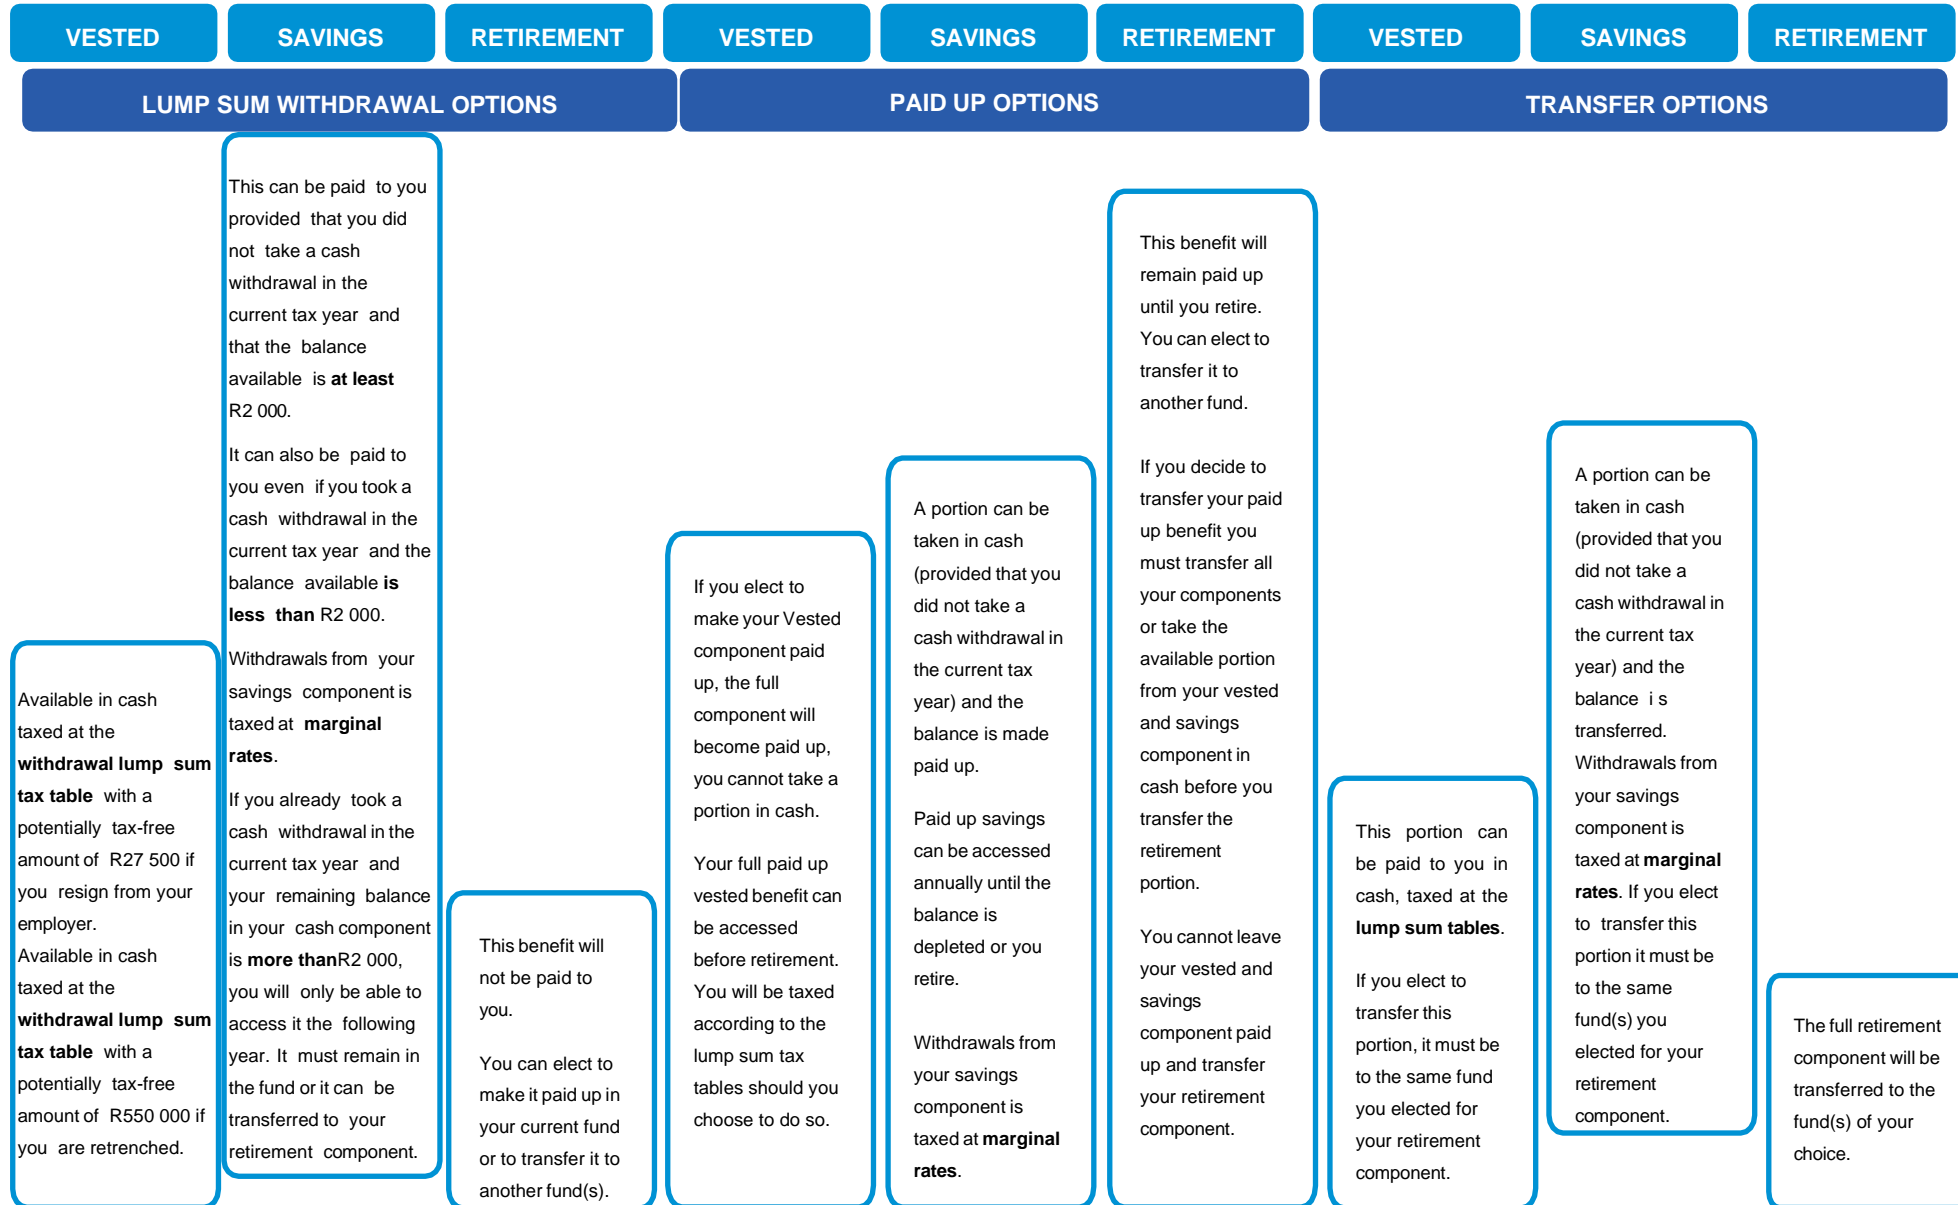 VESTED
SAVINGS
RETIREMENT
VESTED
SAVINGS
RETIREMENT
VESTED
SAVINGS
RETIREMENT
LUMP SUM WITHDRAWAL OPTIONS
PAID UP OPTIONS
TRANSFER OPTIONS
Available in cash
taxed at the
withdrawal lump sum
tax table with a
potentially tax-free
amount of R27 500 if
you resign from your
employer.
Available in cash
taxed at the
withdrawal lump sum
tax table with a
potentially tax-free
amount of R550 000 if
you are retrenched.
This can be paid to you
provided that you did
not take a cash
withdrawal in the
current tax year and
that the balance
available is at least
R2 000.
It can also be paid to
you even if you took a
cash withdrawal in the
current tax year and the
balance available is
less than R2 000.
Withdrawals from your
savings component is
taxed at marginal
rates.
If you already took a
cash withdrawal in the
current tax year and
your remaining balance
in your cash component
is more thanR2 000,
you will only be able to
access it the following
year. It must remain in
the fund or it can be
transferred to your
retirement component.
This benefit will
not be paid to
you.
You can elect to
make it paid up in
your current fund
or to transfer it to
another fund(s).
If you elect to
make your Vested
component paid
up, the full
component will
become paid up,
you cannot take a
portion in cash.
Your full paid up
vested benefit can
be accessed
before retirement.
You will be taxed
according to the
lump sum tax
tables should you
choose to do so.
A portion can be
taken in cash
(provided that you
did not take a
cash withdrawal in
the current tax
year) and the
balance is made
paid up.
Paid up savings
can be accessed
annually until the
balance is
depleted or you
retire.
Withdrawals from
your savings
component is
taxed at marginal
rates.
This benefit will
remain paid up
until you retire.
You can elect to
transfer it to
another fund.
If you decide to
transfer your paid
up benefit you
must transfer all
your components
or take the
available portion
from your vested
and savings
component in
cash before you
transfer the
retirement
portion.
You cannot leave
your vested and
savings
component paid
up and transfer
your retirement
component.
This portion can
be paid to you in
cash, taxed at the
lump sum tables.
If you elect to
transfer this
portion, it must be
to the same fund
you elected for
your retirement
component.
A portion can be
taken in cash
(provided that you
did not take a
cash withdrawal in
the current tax
year) and the
balance i s
transferred.
Withdrawals from
your savings
component is
taxed at marginal
rates. If you elect
to transfer this
portion it must be
to the same
fund(s) you
elected for your
retirement
component.
The full retirement
component will be
transferred to the
fund(s) of your
choice.